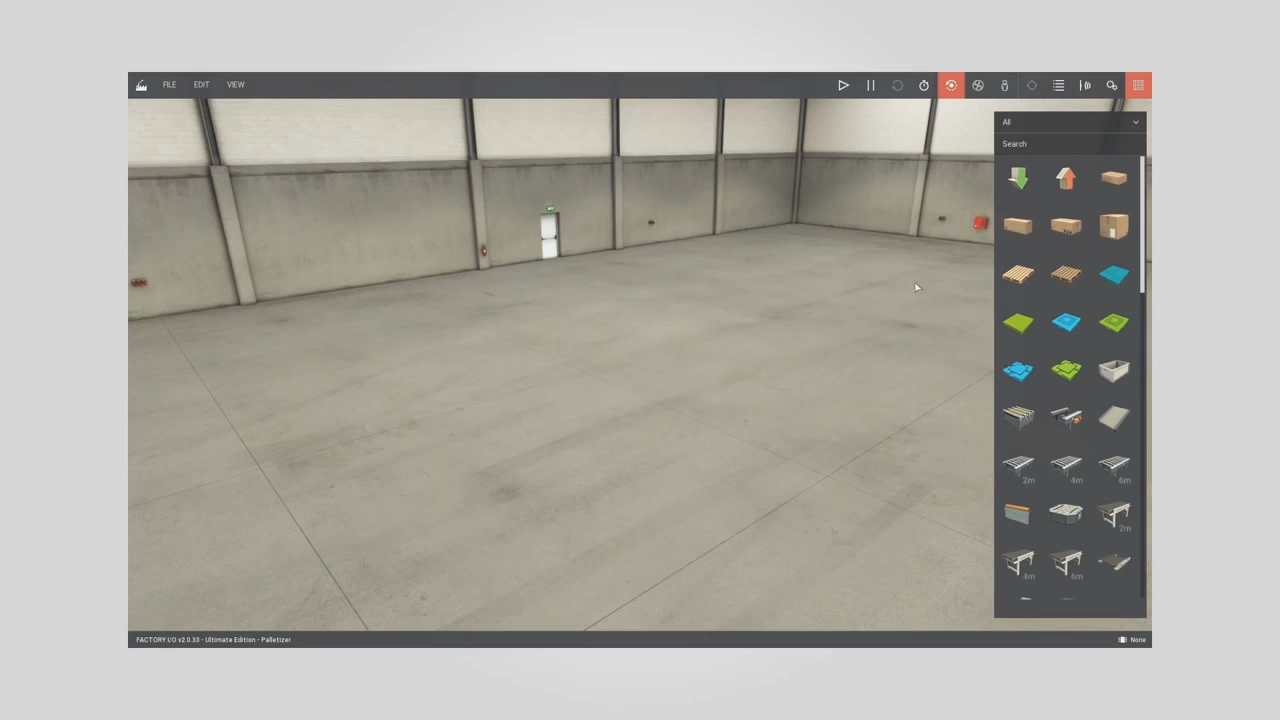 FILE EDIT VIEW
All
Search
2m 4m 6m
2m
4m 6m
FACTORY I/O v2.0.33 - Ultimate Edition - Palletizer
None